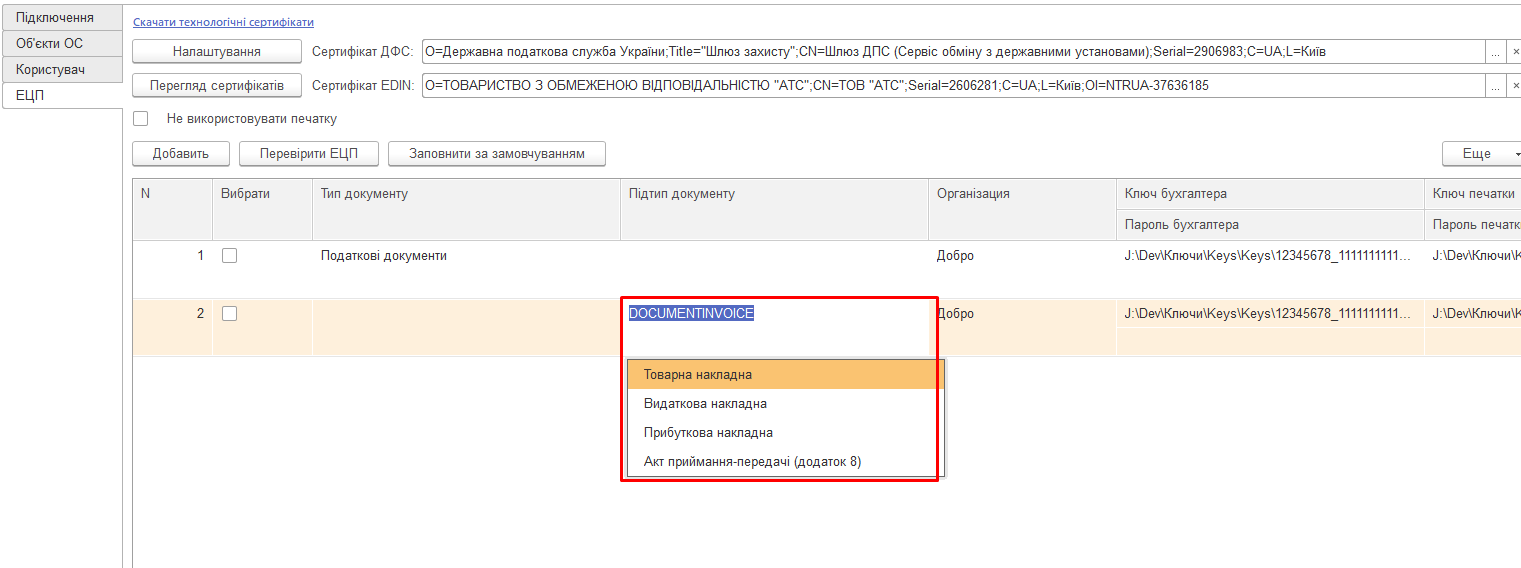 Підключення
Об'єкти ОС
Користувач
ЕЦП
Скачати технологічні сертифікати
Налаштування Сертифікат ДФС: O=Державна податкова служба України;Title="Шлюз захисту";CN=Шлюз ДПС (Сервіс обміну з державними установами);Serial=2906983;C=UA;L=Київ ... ×
Перегляд сертифікатів Сертифікат EDIN: O=ТОВАРИСТВО З ОБМЕЖЕНОЮ ВІДПОВІДАЛЬНІСТЮ "АТС";CN=ТОВ "АТС";Serial=2606281;C=UA;L=Київ;OI=NTRUA-37636185 ... ×
Не використовувати печатку
Добавить Перевірити ЕЦП Заповнити за замовчуванням Еще
N Вибрати Тип документу Підтип документу Організація Ключ бухгалтера Ключ печатки
Пароль бухгалтера Пароль печатк
1 Податкові документи Добро J:\Dev\Ключи\Keys\Keys\12345678_1111111111... J:\Dev\Ключи\K
2 DOCUMENTINVOICE Добро J:\Dev\Ключи\Keys\Keys\12345678_1111111111... J:\Dev\Ключи\K
Товарна накладна
Видаткова накладна
Прибуткова накладна
Акт приймання-передачі (додаток 8)